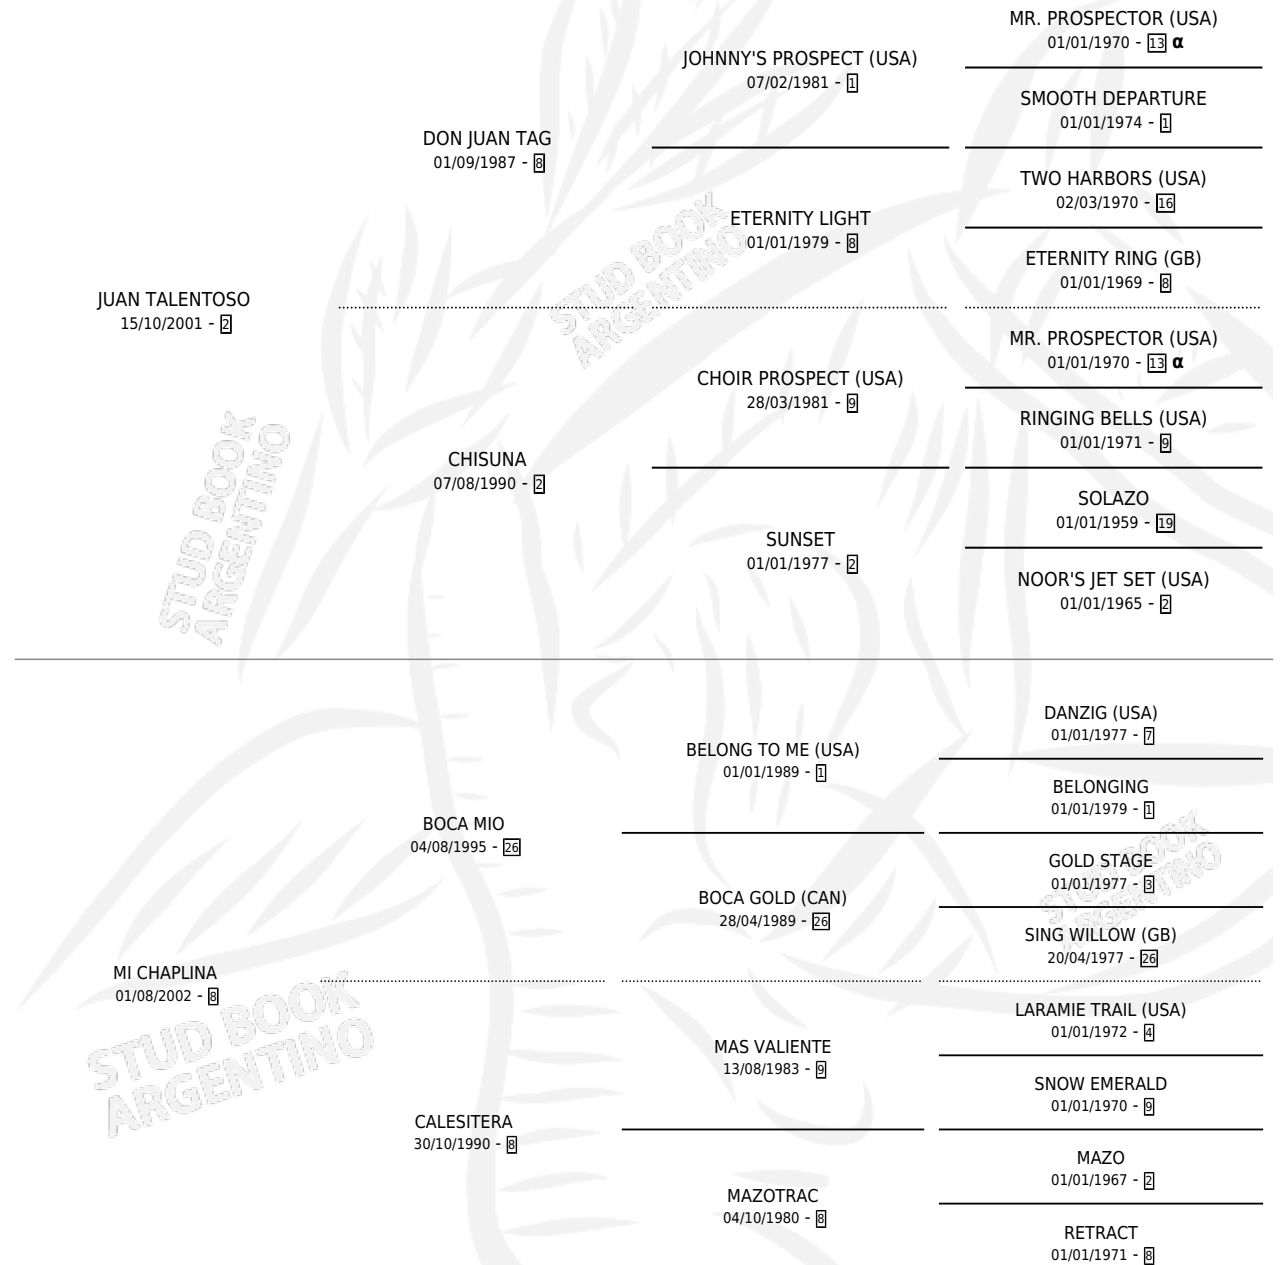 MR. PROSPECTOR (USA)
01/01/1970 - 13 α
JOHNNY'S PROSPECT (USA)
07/02/1981 - 1
SMOOTH DEPARTURE
01/01/1974 - 1
DON JUAN TAG
01/09/1987 - 8
TWO HARBORS (USA)
02/03/1970 - 16
ETERNITY LIGHT
01/01/1979 - 8
ETERNITY RING (GB)
01/01/1969 - 8
JUAN TALENTOSO
15/10/2001 - 2
STUD BOOK
ARGENTINO
MR. PROSPECTOR (USA)
01/01/1970 - 13 α
CHOIR PROSPECT (USA)
28/03/1981 - 9
RINGING BELLS (USA)
01/01/1971 - 9
CHISUNA
07/08/1990 - 2
SOLAZO
01/01/1959 - 19
SUNSET
01/01/1977 - 2
NOOR'S JET SET (USA)
01/01/1965 - 2
STUD BOOK
ARGENTINO
DANZIG (USA)
01/01/1977 - 7
BELONG TO ME (USA)
01/01/1989 - 1
BELONGING
01/01/1979 - 1
BOCA MIO
04/08/1995 - 26
GOLD STAGE
01/01/1977 - 3
BOCA GOLD (CAN)
28/04/1989 - 26
SING WILLOW (GB)
20/04/1977 - 26
STUD BOOK
ARGENTINO
MI CHAPLINA
01/08/2002 - 8
LARAMIE TRAIL (USA)
01/01/1972 - 4
MAS VALIENTE
13/08/1983 - 9
SNOW EMERALD
01/01/1970 - 9
CALESITERA
30/10/1990 - 8
MAZO
01/01/1967 - 2
MAZOTRAC
04/10/1980 - 8
RETRACT
01/01/1971 - 8
STUD BOOK
ARGENTINO